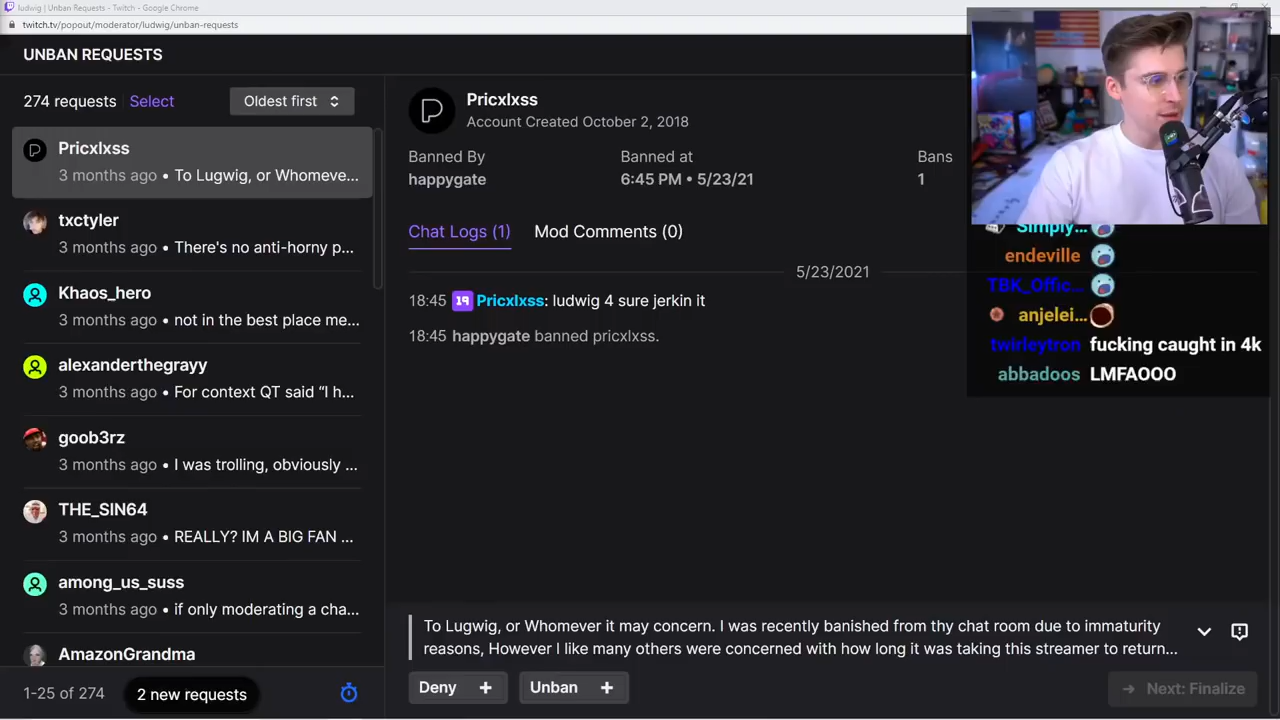 ludwig | Unban Requests - Twitch - Google Chrome
twitch.tv/popout/moderator/ludwig/unban-requests
UNBAN REQUESTS
274 requests Select Oldest first
Pricxlxss
3 months ago • To Lugwig, or Whomeve...
txctyler
3 months ago • There's no anti-horny p...
Khaos_hero
3 months ago • not in the best place me...
alexanderthegrayy
3 months ago • For context QT said “I h...
goob3rz
3 months ago • I was trolling, obviously ...
THE_SIN64
3 months ago • REALLY? IM A BIG FAN ...
among_us_suss
3 months ago • if only moderating a cha...
AmazonGrandma
1-25 of 274 2 new requests
Pricxlxss
Account Created October 2, 2018
Banned By Banned at Bans
happygate 6:45 PM • 5/23/21 1
Chat Logs (1) Mod Comments (0)
5/23/2021
18:45 19 Pricxlxss: ludwig 4 sure jerkin it
18:45 happygate banned pricxlxss.
To Lugwig, or Whomever it may concern. I was recently banished from thy chat room due to immaturity
reasons, However I like many others were concerned with how long it was taking this streamer to return...
Deny + Unban + → Next: Finalize
Simply...
endeville
TBK_Offic...
anjelei...
twirleytron fucking caught in 4k
abbadoos LMFAOOO